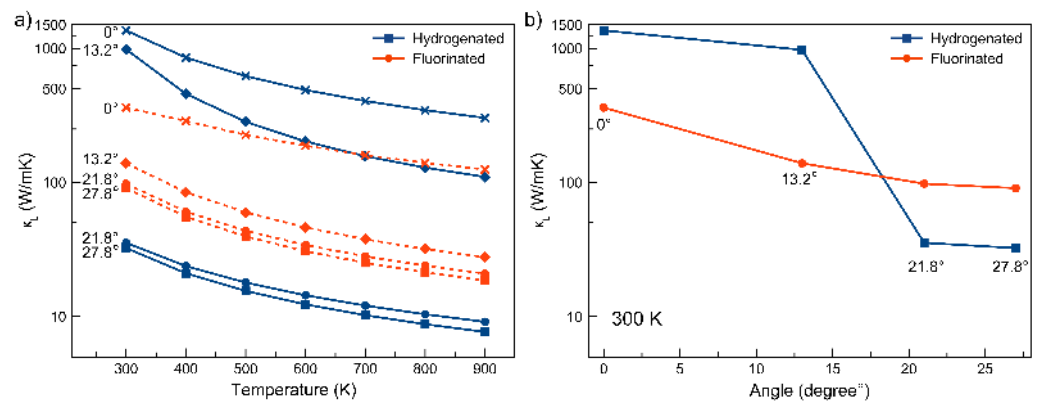 a)
1500
1000
500
100
10
κL (W/mK)
0°
13.2°
0°
13.2°
21.8°
27.8°
21.8°
27.8°
Hydrogenated
Fluorinated
300 400 500 600 700 800 900
Temperature (K)
b)
1500
1000
500
100
10
κL (W/mK)
Hydrogenated
Fluorinated
0°
13.2°
21.8° 27.8°
300 K
0 5 10 15 20 25
Angle (degree°)